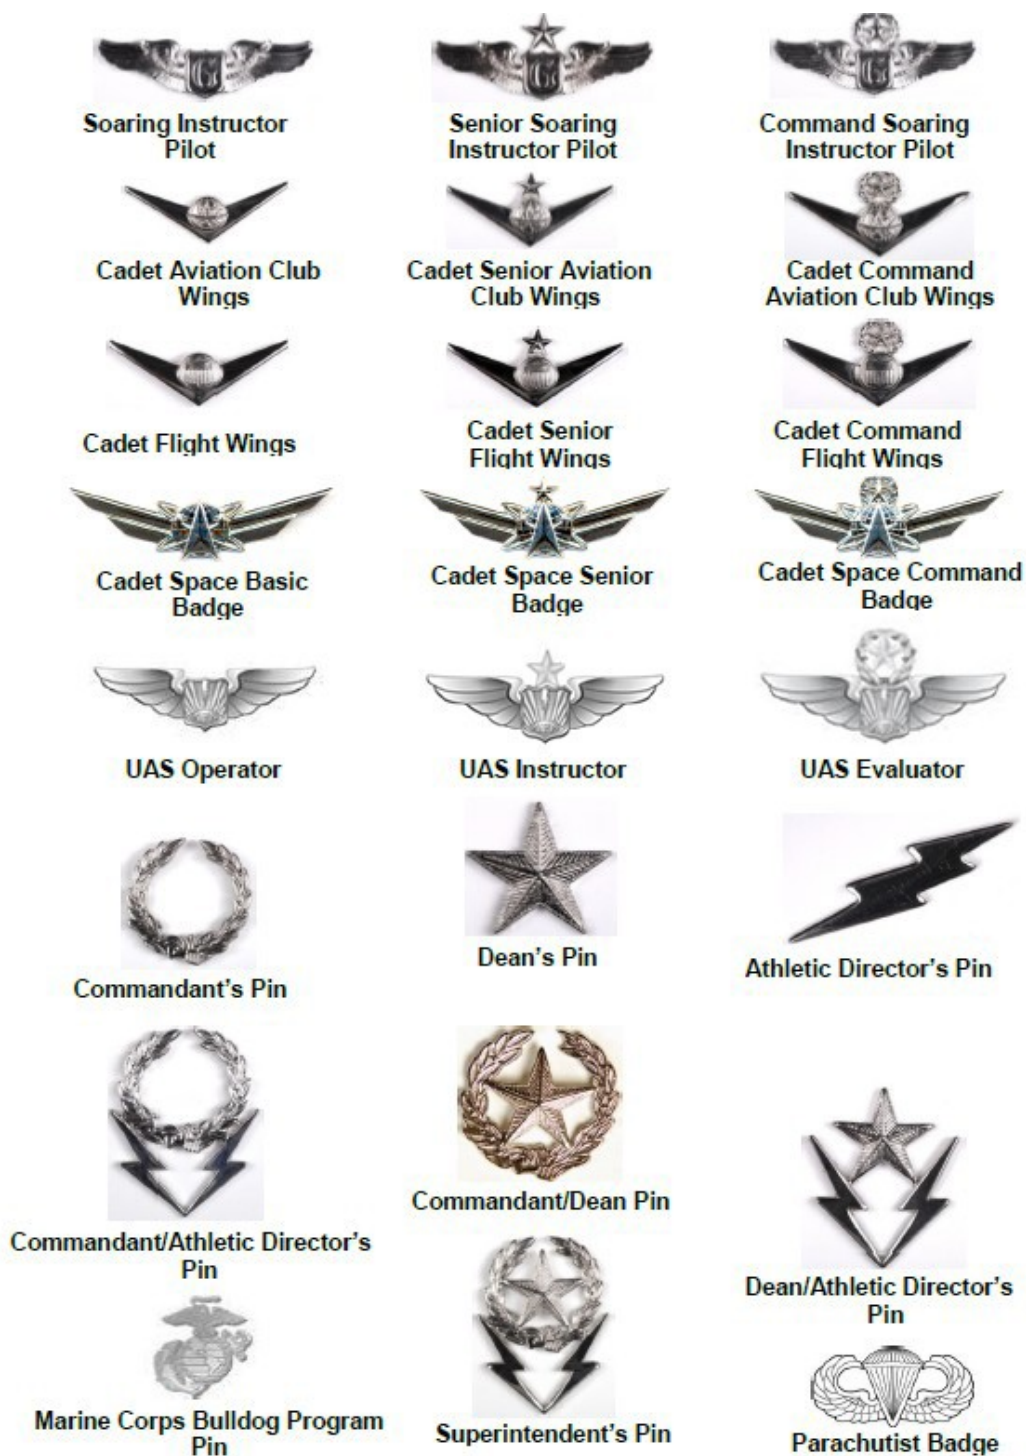 Soaring Instructor
Pilot
Senior Soaring
Instructor Pilot
Command Soaring
Instructor Pilot
Cadet Aviation Club
Wings
Cadet Senior Aviation
Club Wings
Cadet Command
Aviation Club Wings
Cadet Flight Wings
Cadet Senior
Flight Wings
Cadet Command
Flight Wings
Cadet Space Basic
Badge
Cadet Space Senior
Badge
Cadet Space Command
Badge
UAS Operator
UAS Instructor
UAS Evaluator
Commandant's Pin
Dean's Pin
Athletic Director's Pin
Commandant/Athletic Director's
Pin
Commandant/Dean Pin
Dean/Athletic Director's
Pin
Marine Corps Bulldog Program
Pin
Superintendent's Pin
Parachutist Badge